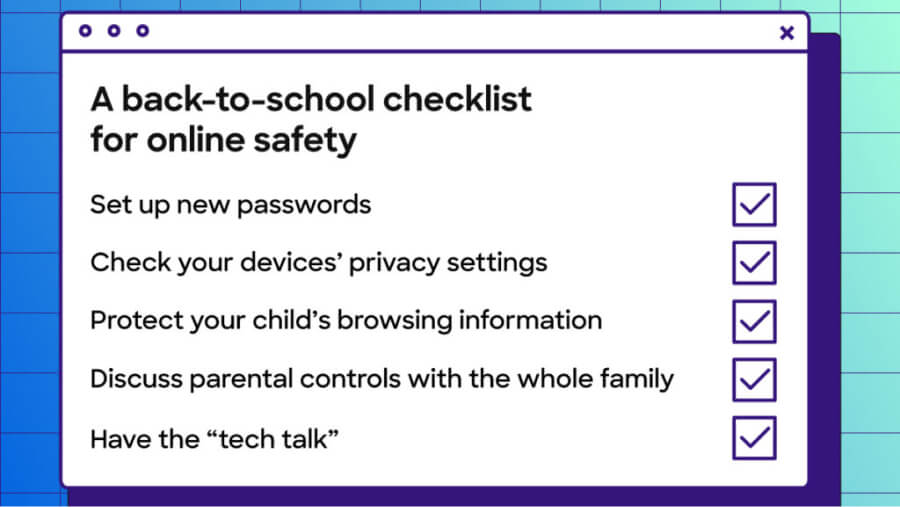 A back-to-school checklist
for online safety
Set up new passwords
Check your devices’ privacy settings
Protect your child’s browsing information
Discuss parental controls with the whole family
Have the “tech talk”